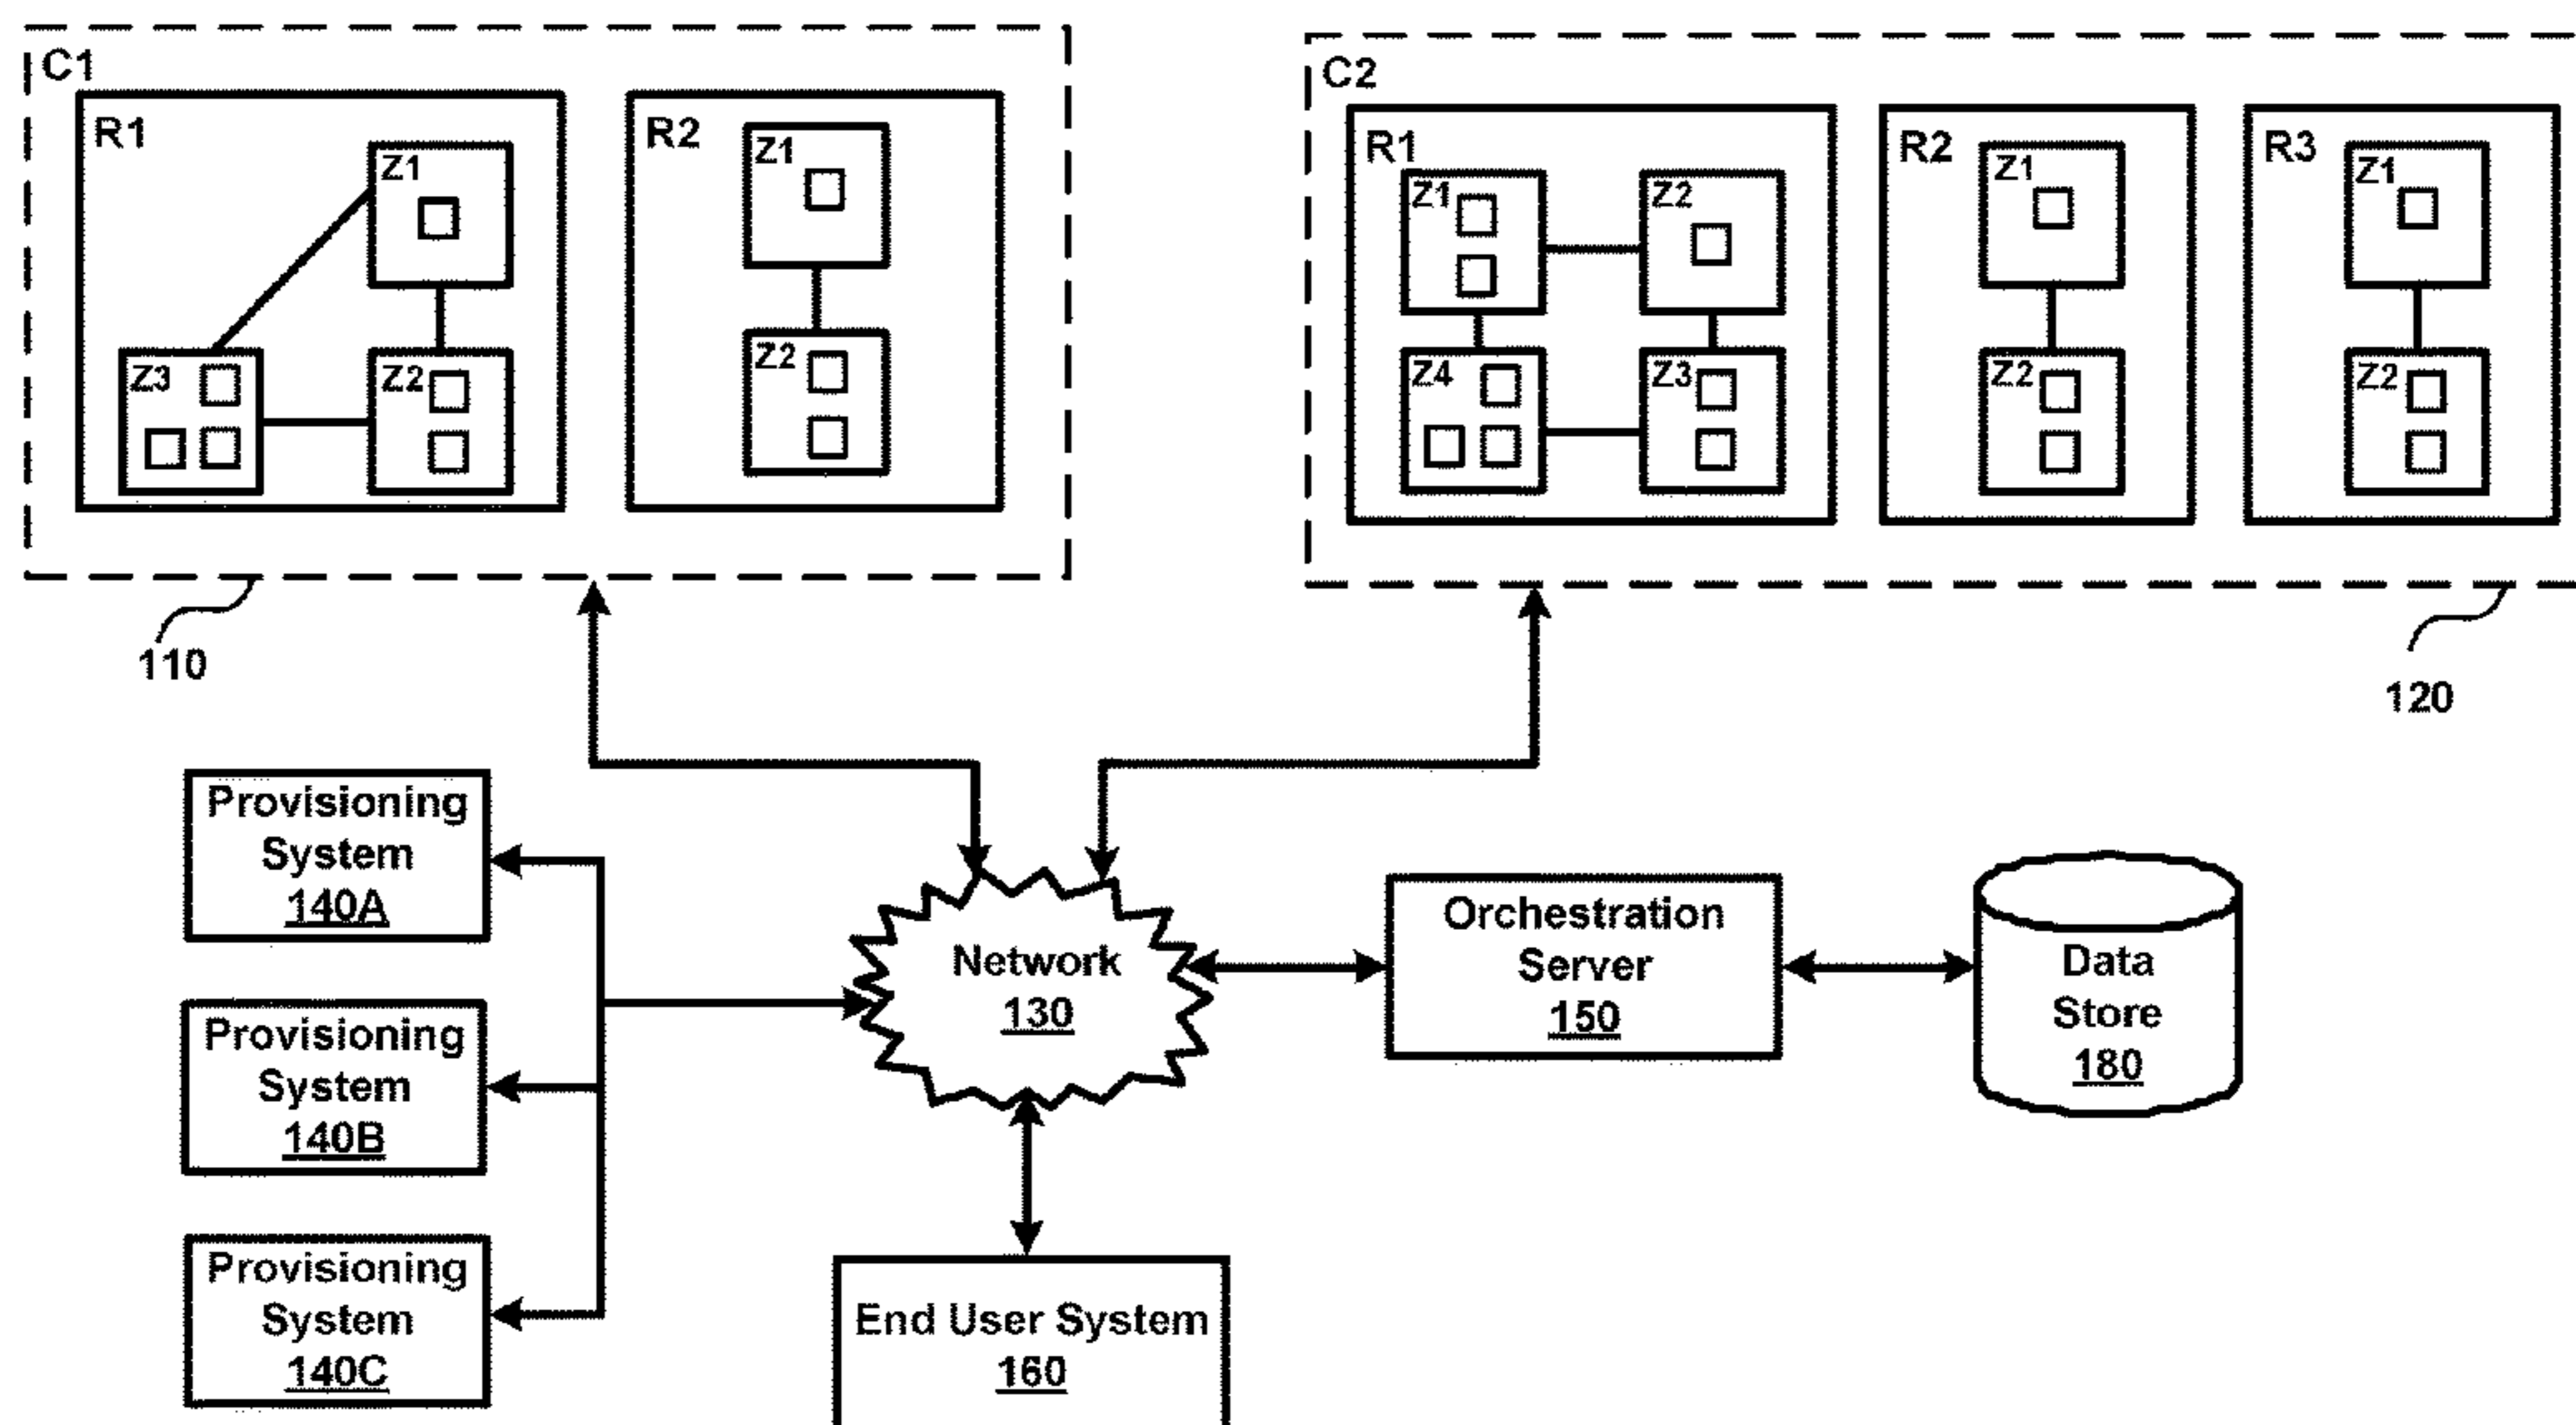 C1
R1
Z1
Z3
Z2
R2
Z1
Z2
C2
R1
Z1
Z2
Z4
Z3
R2
Z1
Z2
R3
Z1
Z2
110
120
Provisioning
System
140A
Provisioning
System
140B
Provisioning
System
140C
Network
130
Orchestration
Server
150
Data
Store
180
End User System
160